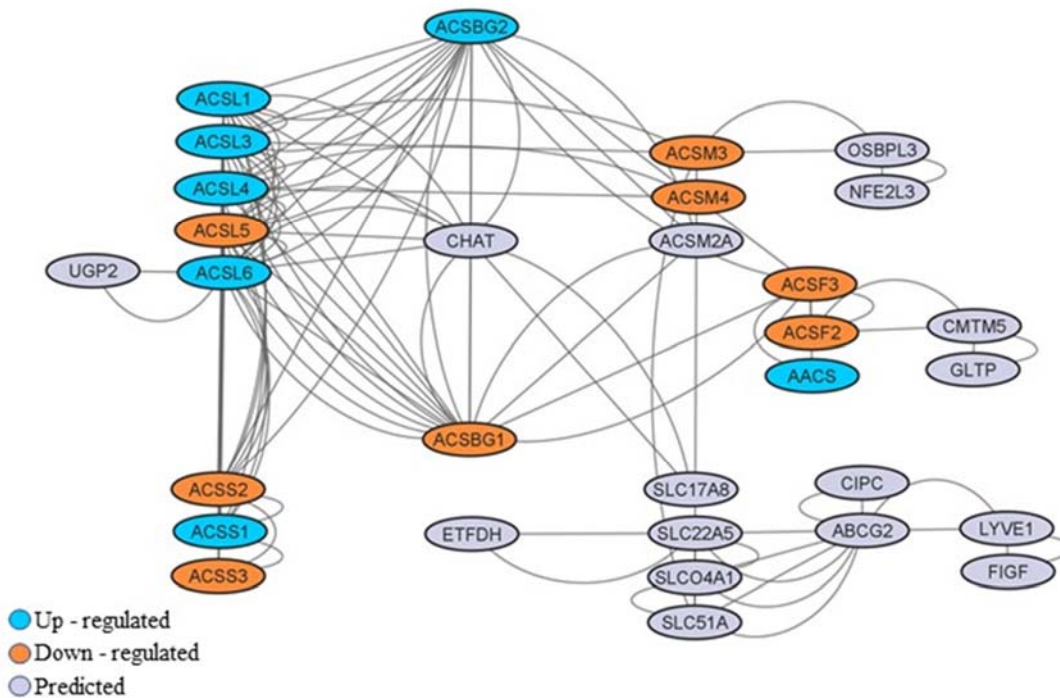 ACSBG2
ACSL1
ACSL3
ACSM3
OSBPL3
ACSL4
ACSM4
NFE2L3
ACSL5
CHAT
ACSM2A
UGP2
ACSL6
ACSF3
ACSF2
CMTM5
AACS
GLTP
ACSBG1
ACSS2
SLC17A8
CIPC
ACSS1
ETFDH
SLC22A5
ABCG2
LYVE1
ACSS3
SLCO4A1
FIGF
SLC51A
Up - regulated
Down - regulated
Predicted